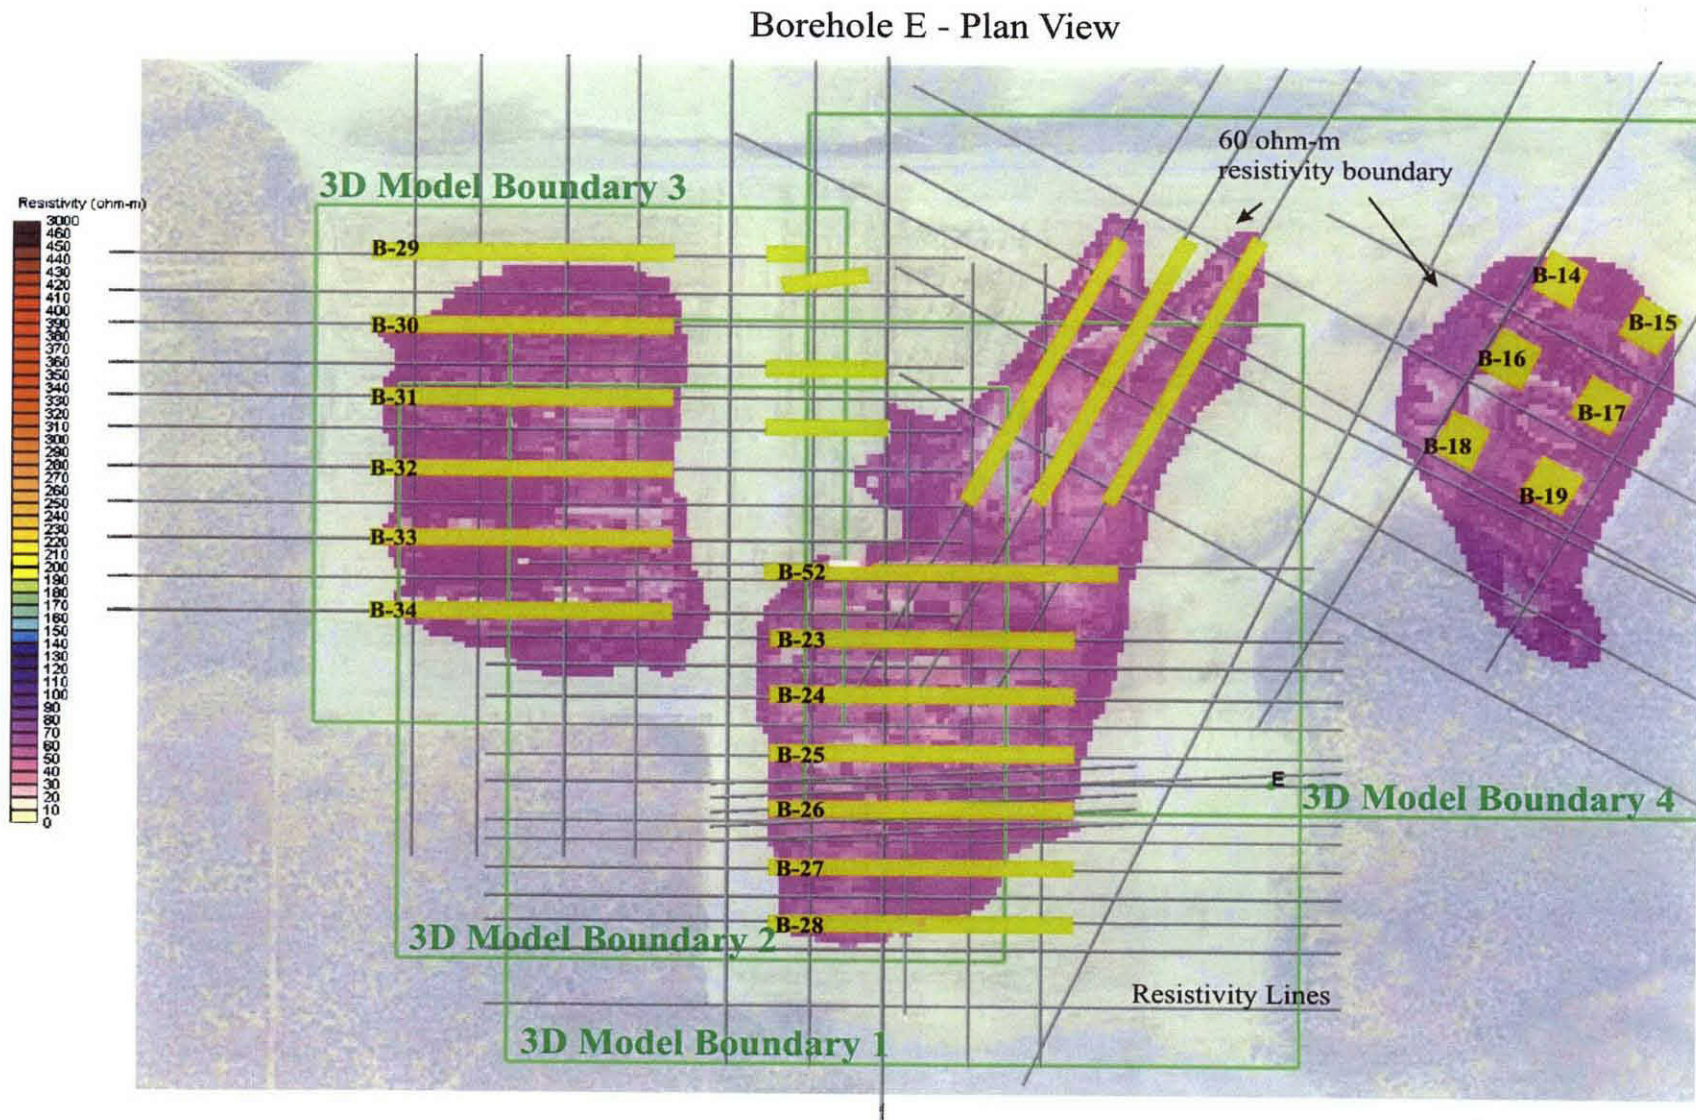 Borehole E - Plan View
60 ohm-m
resistivity boundary
3D Model Boundary 3
Resistivity (ohm-m)
3000
460
450
440
430
420
410
400
390
380
370
360
350
340
330
320
310
300
290
280
270
260
250
240
230
220
210
200
190
180
170
160
150
140
130
120
110
100
90
80
70
60
50
40
30
20
10
0
B-29
B-30
B-31
B-32
B-33
B-34
B-14
B-15
B-16
B-17
B-18
B-19
B-52
B-23
B-24
B-25
B-26
B-27
B-28
E
3D Model Boundary 4
3D Model Boundary 2
Resistivity Lines
3D Model Boundary 1